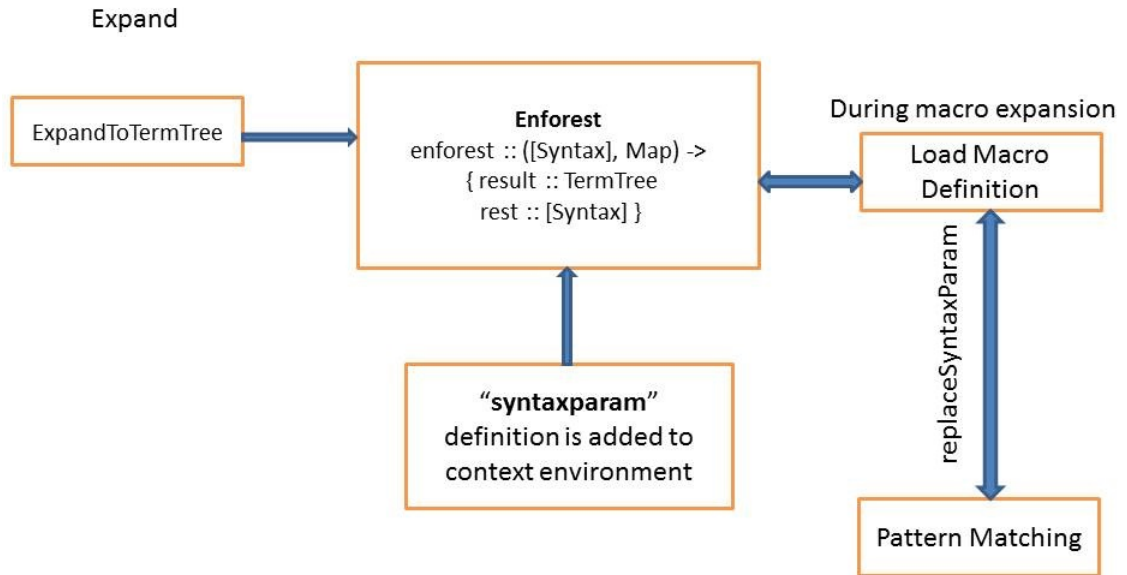 Expand
ExpandToTermTree
Enforest
enforest :: ([Syntax], Map) ->
{ result :: TermTree
rest :: [Syntax] }
During macro expansion
Load Macro
Definition
replaceSyntaxParam
“syntaxparam”
definition is added to
context environment
Pattern Matching